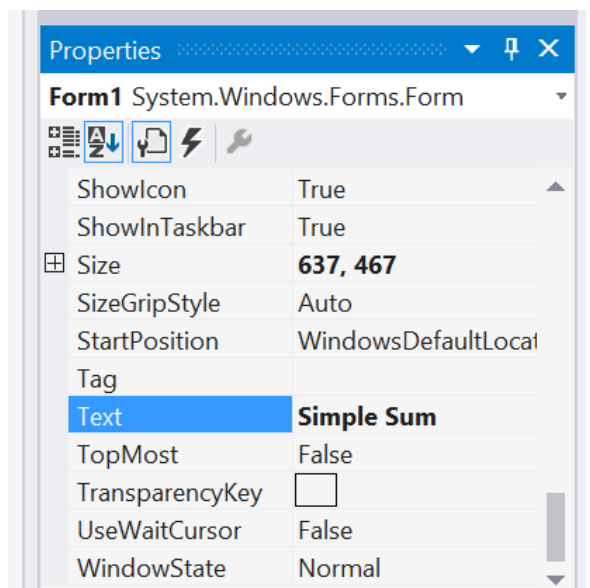 Properties
Form1 System.Windows.Forms.Form
ShowIcon True
ShowInTaskbar True
Size 637, 467
SizeGripStyle Auto
StartPosition WindowsDefaultLocat
Tag
Text Simple Sum
TopMost False
TransparencyKey
UseWaitCursor False
WindowState Normal